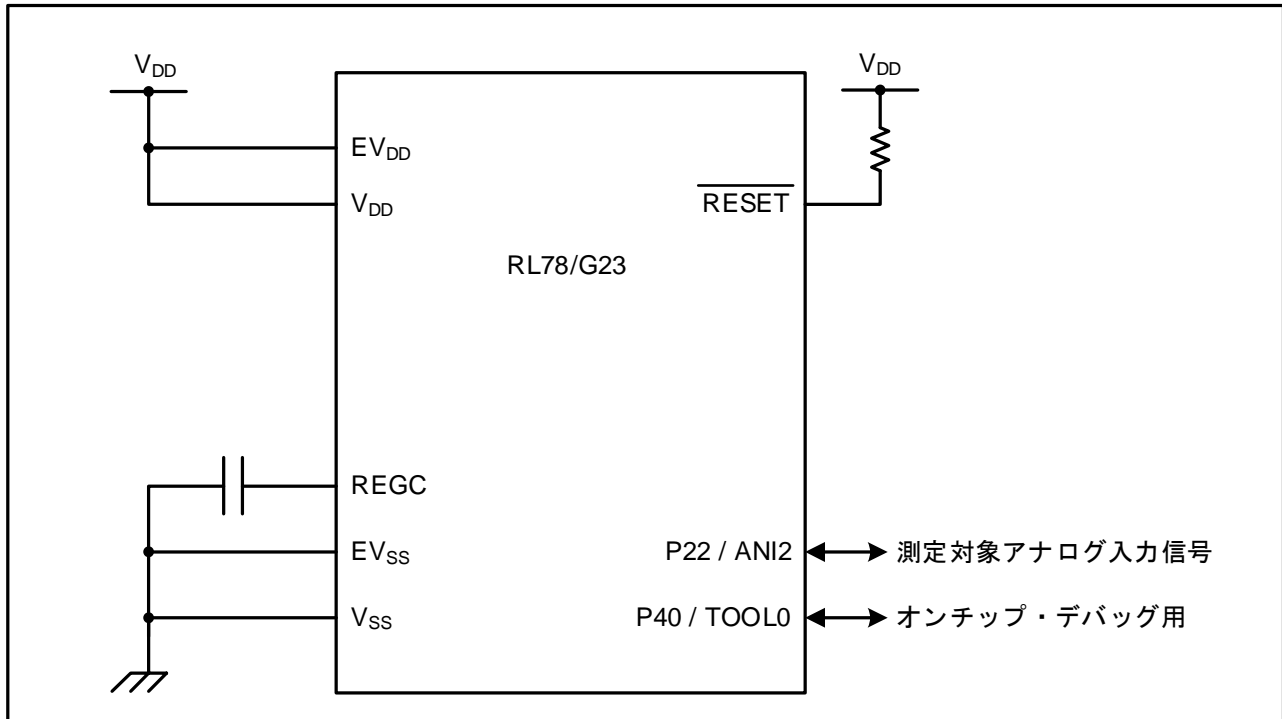 VDD
VDD
EVDD
VDD
RESET
RL78/G23
REGC
EVSS
P22 / ANI2
測定対象アナログ入力信号
VSS
P40 / TOOL0
オンチップ・デバッグ用